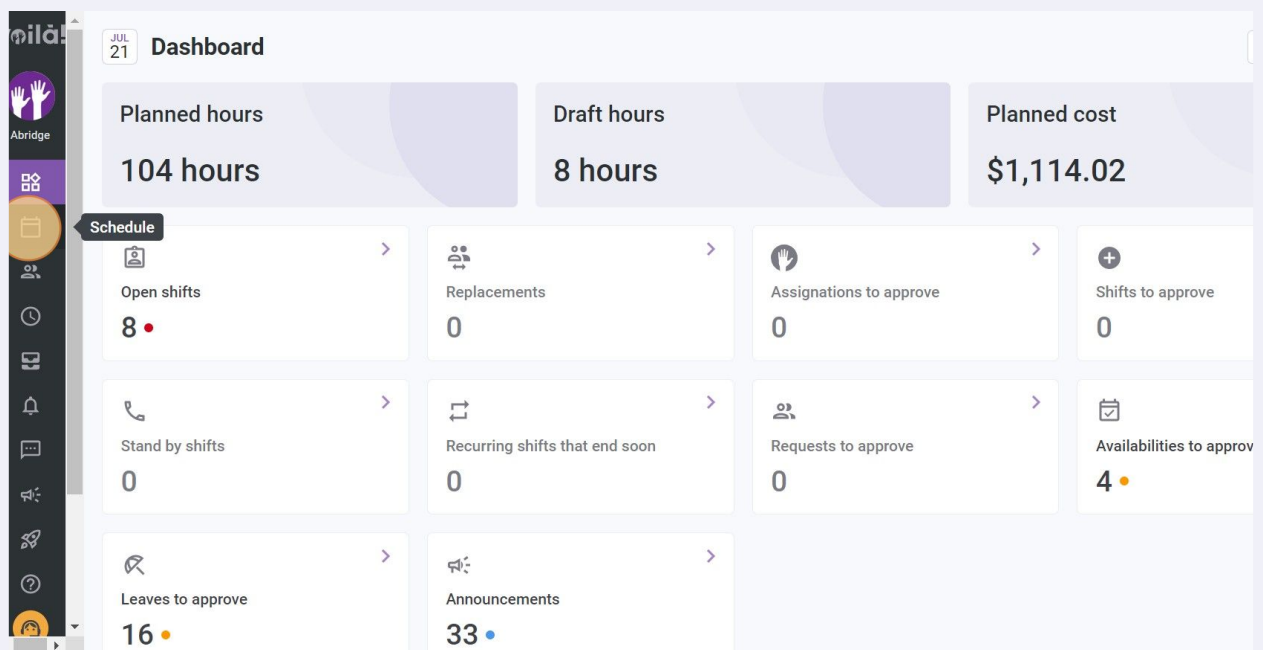 voilà!
JUL
21
Dashboard
Abridge
Planned hours
104 hours
Draft hours
8 hours
Planned cost
$1,114.02
Schedule
Open shifts
8
Replacements
0
Assignations to approve
0
Shifts to approve
0
Stand by shifts
0
Recurring shifts that end soon
0
Requests to approve
0
Availabilities to approv
4
Leaves to approve
16
Announcements
33